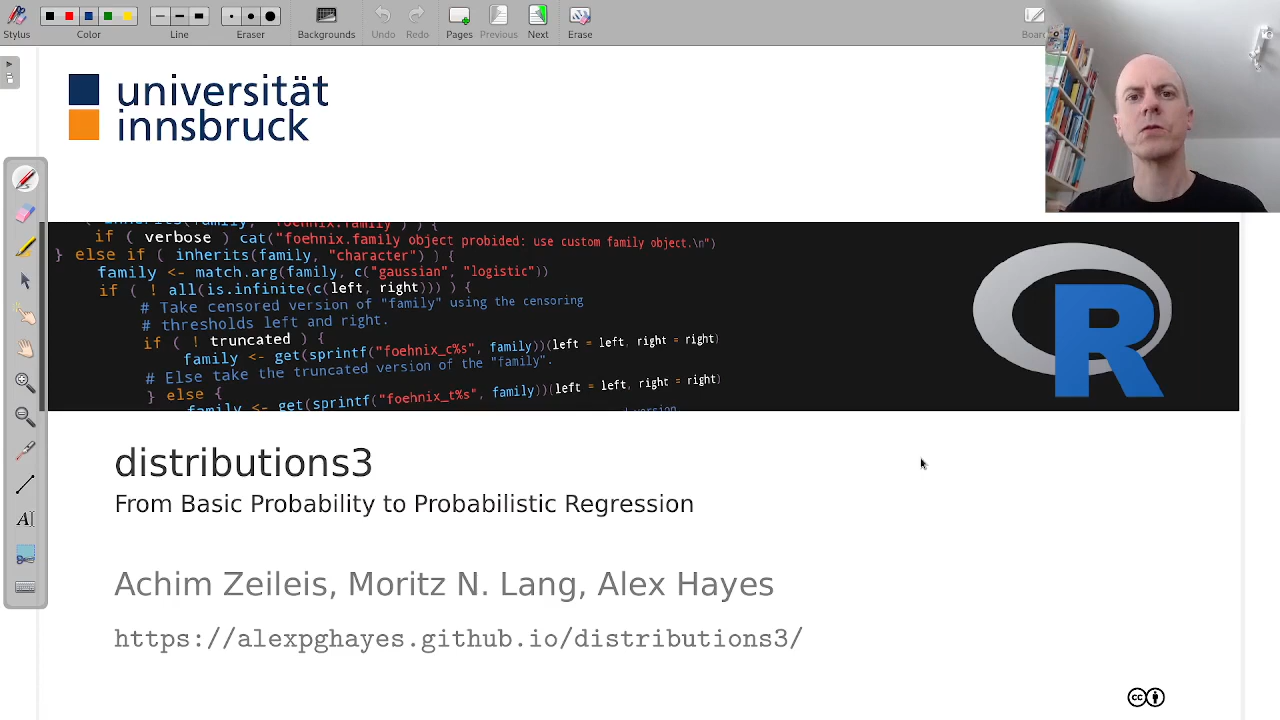 Stylus
Color
Line
Eraser
Backgrounds
Undo
Redo
Pages
Previous
Next
Erase
Board
universität
innsbruck
if ( verbose ) cat("foehnix.family object probided: use custom family object.\n")
} else if ( inherits(family, "character") ) {
family <- match.arg(family, c("gaussian", "logistic"))
if ( ! all(is.infinite(c(left, right))) ) {
# Take censored version of "family" using the censoring
# thresholds left and right.
if ( ! truncated ) {
family <- get(sprintf("foehnix_c%s", family))(left = left, right = right)
# Else take the truncated version of the "family".
} else {
family <- get(sprintf("foehnix_t%s", family))(left = left, right = right)
R
distributions3
From Basic Probability to Probabilistic Regression
Achim Zeileis, Moritz N. Lang, Alex Hayes
https://alexpghayes.github.io/distributions3/
cc